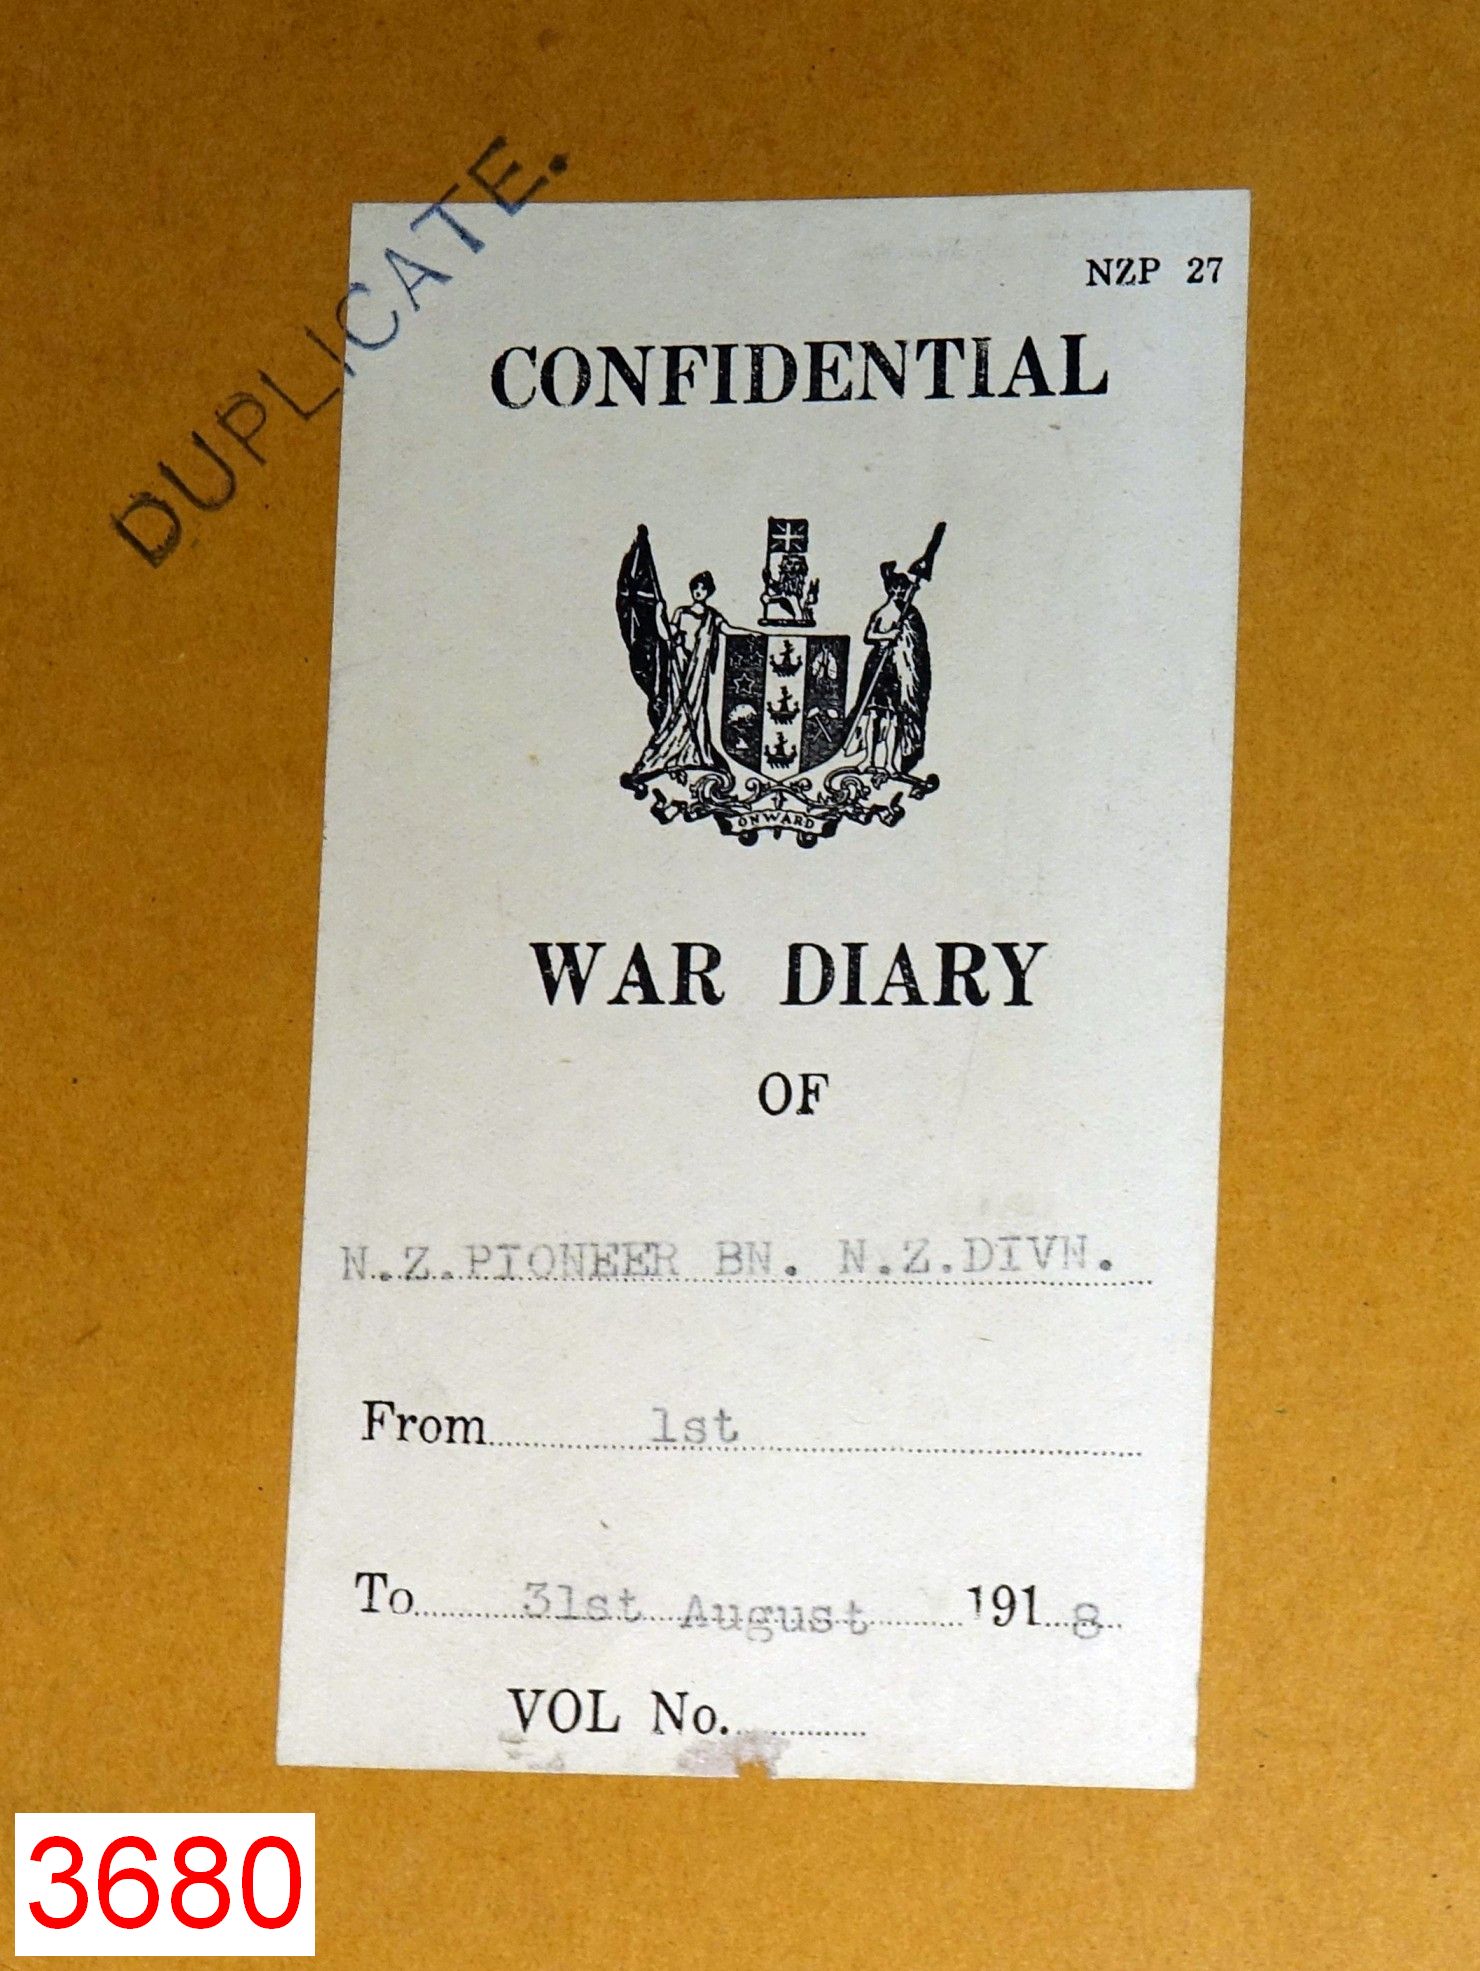 DUPLICATE.
NZP 27
CONFIDENTIAL
ONWARD
WAR DIARY
OF
N.Z.PIONEER BN. N.Z.DIVN.
From 1st
To 31st August 1918
VOL No.
3680